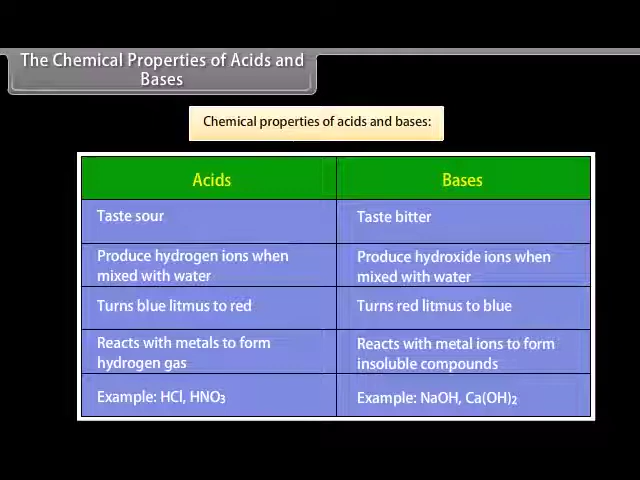 The Chemical Properties of Acids and
Bases
Chemical properties of acids and bases:
Acids
Bases
Taste sour
Taste bitter
Produce hydrogen ions when
mixed with water
Produce hydroxide ions when
mixed with water
Turns blue litmus to red
Turns red litmus to blue
Reacts with metals to form
hydrogen gas
Reacts with metal ions to form
insoluble compounds
Example: HCl, HNO₃
Example: NaOH, Ca(OH)₂